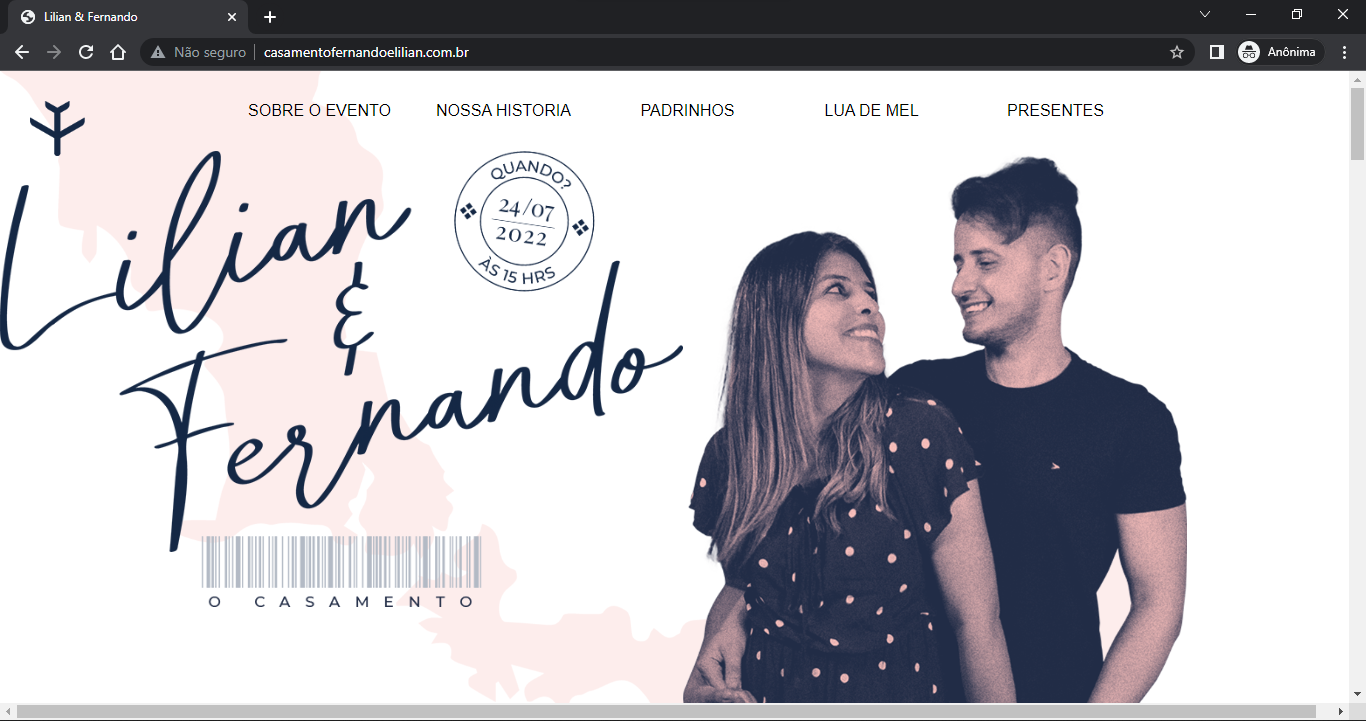 Lilian & Fernando
Não seguro
casamentofernandoelilian.com.br
Anônima
SOBRE O EVENTO
NOSSA HISTORIA
PADRINHOS
LUA DE MEL
PRESENTES
Lilian
&
Fernando
QUANDO?
24/07
2022
ÀS 15 HRS
O CASAMENTO